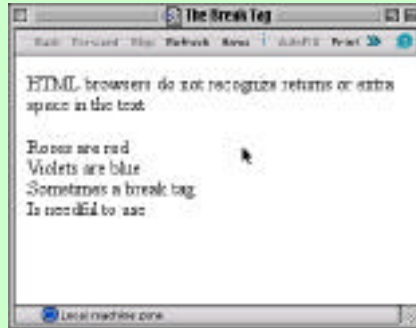 The Break Tag
Back Forward Stop Refresh Home AutoFill Print
HTML browsers do not recognize returns or extra
space in the text
Roses are red
Violets are blue
Sometimes a break tag
Is needful to use
Local machine zone